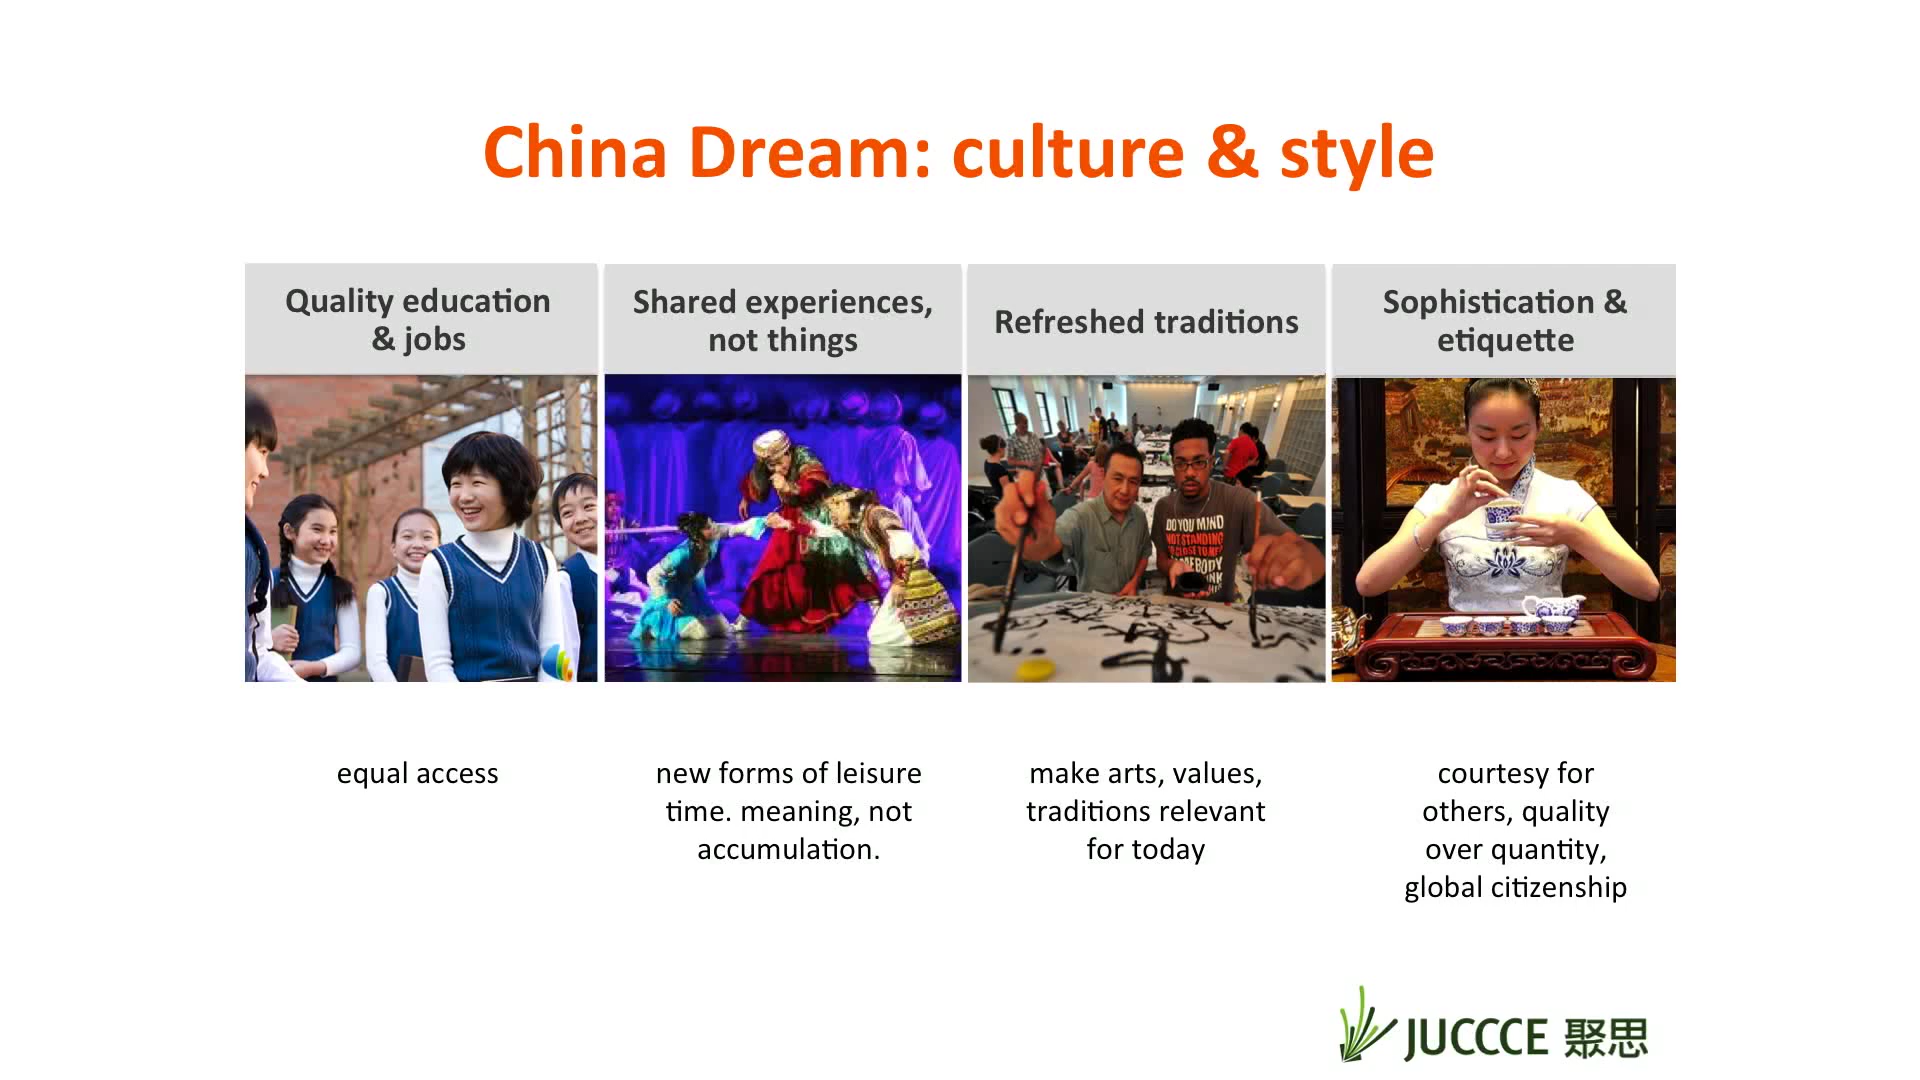 China Dream: culture & style
Quality education
& jobs
Shared experiences,
not things
Refreshed traditions
Sophistication &
etiquette
DO YOU MIND
NOT STANDING
equal access
new forms of leisure
time. meaning, not
accumulation.
make arts, values,
traditions relevant
for today
courtesy for
others, quality
over quantity,
global citizenship
JUCCCE 聚思